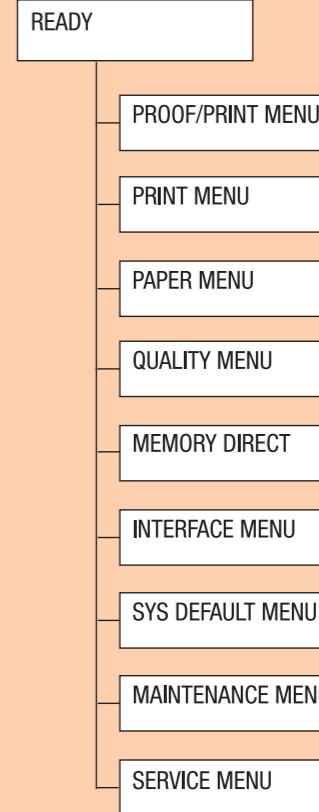 READY
PROOF/PRINT MENU
PRINT MENU
PAPER MENU
QUALITY MENU
MEMORY DIRECT
INTERFACE MENU
SYS DEFAULT MENU
MAINTENANCE MENU
SERVICE MENU